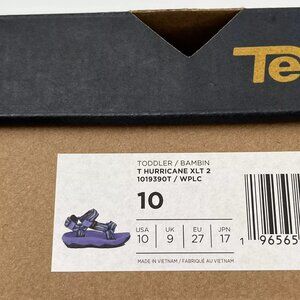 Te
TODDLER / BAMBIN
T HURRICANE XLT 2
1019390T / WPLC
10
USA UK EU JPN
10 9 27 17
MADE IN VIETNAM / FABRIQUÉ AU VIETNAM
1 96565